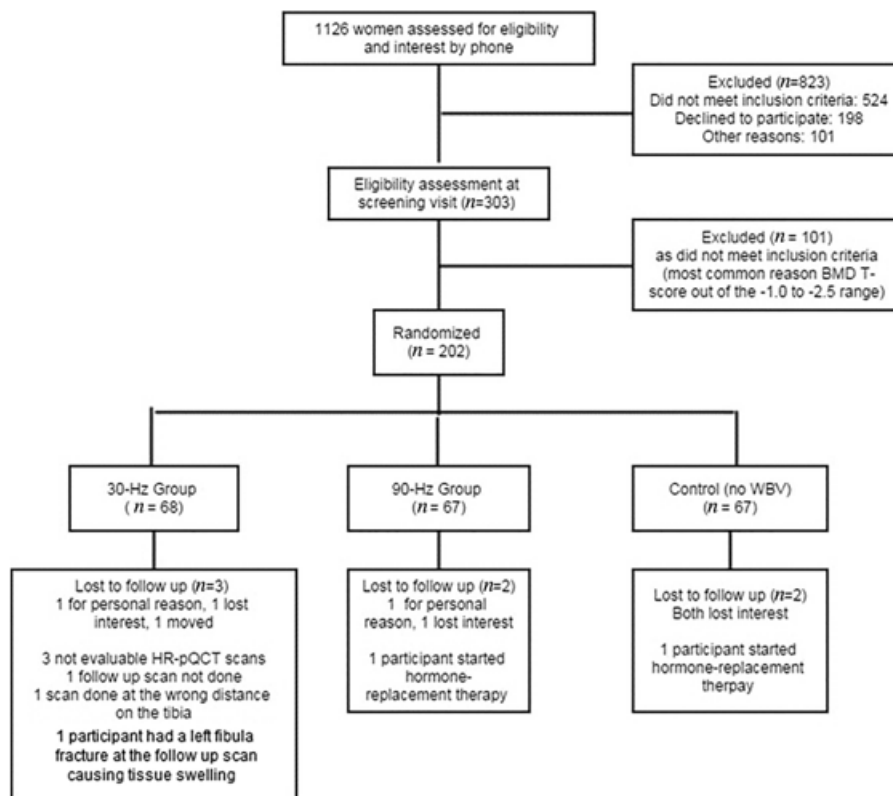 1126 women assessed for eligibility
and interest by phone
Excluded (n=823)
Did not meet inclusion criteria: 524
Declined to participate: 198
Other reasons: 101
Eligibility assessment at
screening visit (n=303)
Excluded (n = 101)
as did not meet inclusion criteria
(most common reason BMD T-
score out of the -1.0 to -2.5 range)
Randomized
(n = 202)
30-Hz Group
( n = 68)
90-Hz Group
(n = 67)
Control (no WBV)
(n = 67)
Lost to follow up (n=3)
1 for personal reason, 1 lost
interest, 1 moved
3 not evaluable HR-pQCT scans
1 follow up scan not done
1 scan done at the wrong distance
on the tibia
1 participant had a left fibula
fracture at the follow up scan
causing tissue swelling
Lost to follow up (n=2)
1 for personal
reason, 1 lost interest
1 participant started
hormone-
replacement therapy
Lost to follow up (n=2)
Both lost interest
1 participant started
hormone-replacement
therpay